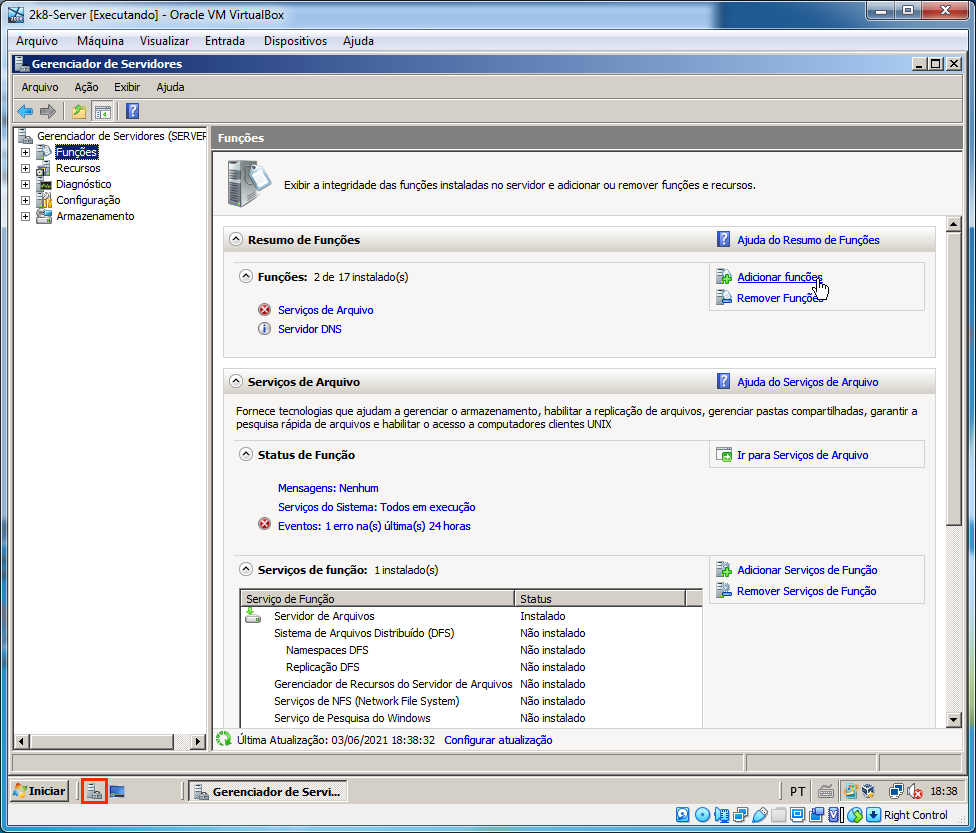 2k8-Server [Executando] - Oracle VM VirtualBox
Arquivo Máquina Visualizar Entrada Dispositivos Ajuda
Gerenciador de Servidores
Arquivo Ação Exibir Ajuda
Gerenciador de Servidores (SERVER
Funções
Recursos
Diagnóstico
Configuração
Armazenamento
Funções
Exibir a integridade das funções instaladas no servidor e adicionar ou remover funções e recursos.
Resumo de Funções
Ajuda do Resumo de Funções
Funções: 2 de 17 instalado(s)
Adicionar funções
Remover Funções
Serviços de Arquivo
Servidor DNS
Serviços de Arquivo
Ajuda do Serviços de Arquivo
Fornece tecnologias que ajudam a gerenciar o armazenamento, habilitar a replicação de arquivos, gerenciar pastas compartilhadas, garantir a
pesquisa rápida de arquivos e habilitar o acesso a computadores clientes UNIX
Status de Função
Ir para Serviços de Arquivo
Mensagens: Nenhum
Serviços do Sistema: Todos em execução
Eventos: 1 erro na(s) última(s) 24 horas
Serviços de função: 1 instalado(s)
Adicionar Serviços de Função
Remover Serviços de Função
Serviço de Função Status
Servidor de Arquivos Instalado
Sistema de Arquivos Distribuído (DFS) Não instalado
Namespaces DFS Não instalado
Replicação DFS Não instalado
Gerenciador de Recursos do Servidor de Arquivos Não instalado
Serviços de NFS (Network File System) Não instalado
Serviço de Pesquisa do Windows Não instalado
Última Atualização: 03/06/2021 18:38:32 Configurar atualização
Iniciar
Gerenciador de Servi...
PT
18:38
Right Control